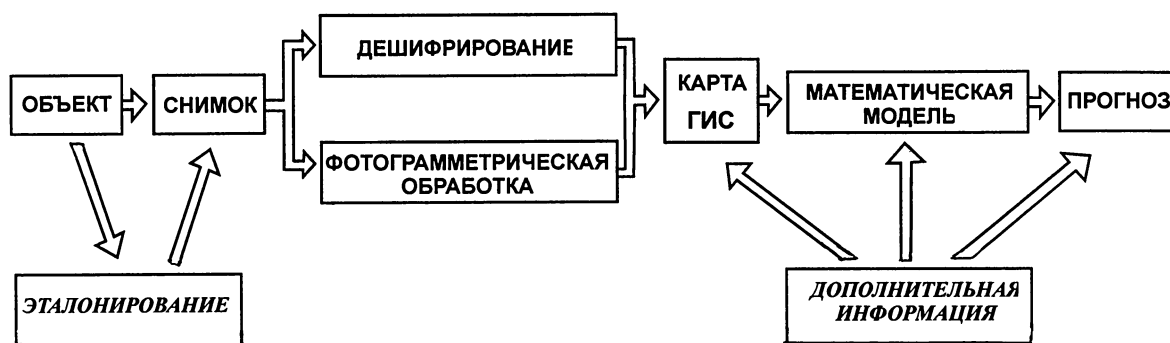 ОБЪЕКТ
СНИМОК
ДЕШИФРИРОВАНИЕ
ФОТОГРАММЕТРИЧЕСКАЯ
ОБРАБОТКА
КАРТА
ГИС
МАТЕМАТИЧЕСКАЯ
МОДЕЛЬ
ПРОГНОЗ
ЭТАЛОНИРОВАНИЕ
ДОПОЛНИТЕЛЬНАЯ
ИНФОРМАЦИЯ